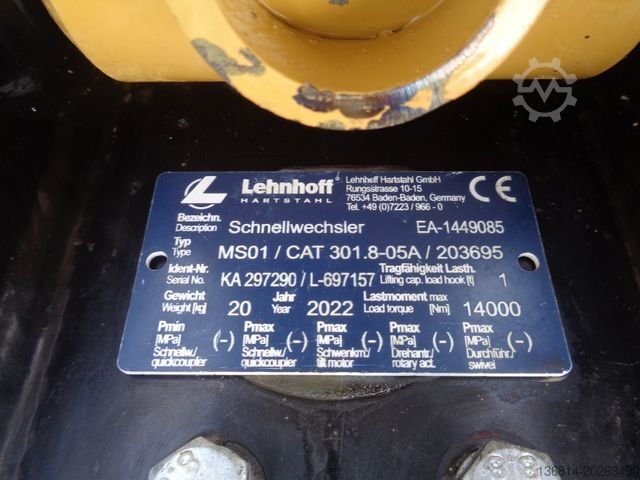 Lehnhoff®
HARTSTAHL
Lehnhoff Hartstahl GmbH
Rungsstrasse 10-15
76534 Baden-Baden, Germany
Tel. +49 (0)7223 / 966 - 0
CE
Bezeichn.
Description
Schnellwechsler EA-1449085
Typ
Type
MS01 / CAT 301.8-05A / 203695
Ident-Nr.
Serial No.
KA 297290 / L-697157
Tragfähigkeit Lasth.
Lifting cap. load hook [t]
1
Gewicht
Weight [kg]
20
Jahr
Year
2022
Lastmoment max
Load torque [Nm]
14000
Pmin
[MPa] (-)
Schnellw./
quickcoupler
Pmax
[MPa] (-)
Schnellw./
quickcoupler
Pmax
[MPa] (-)
Schwenkm./
tilt motor
Pmax
[MPa] (-)
Drehantr./
rotary act.
Pmax
[MPa] (-)
Durchführ./
swivel
8.8
136814-20263490